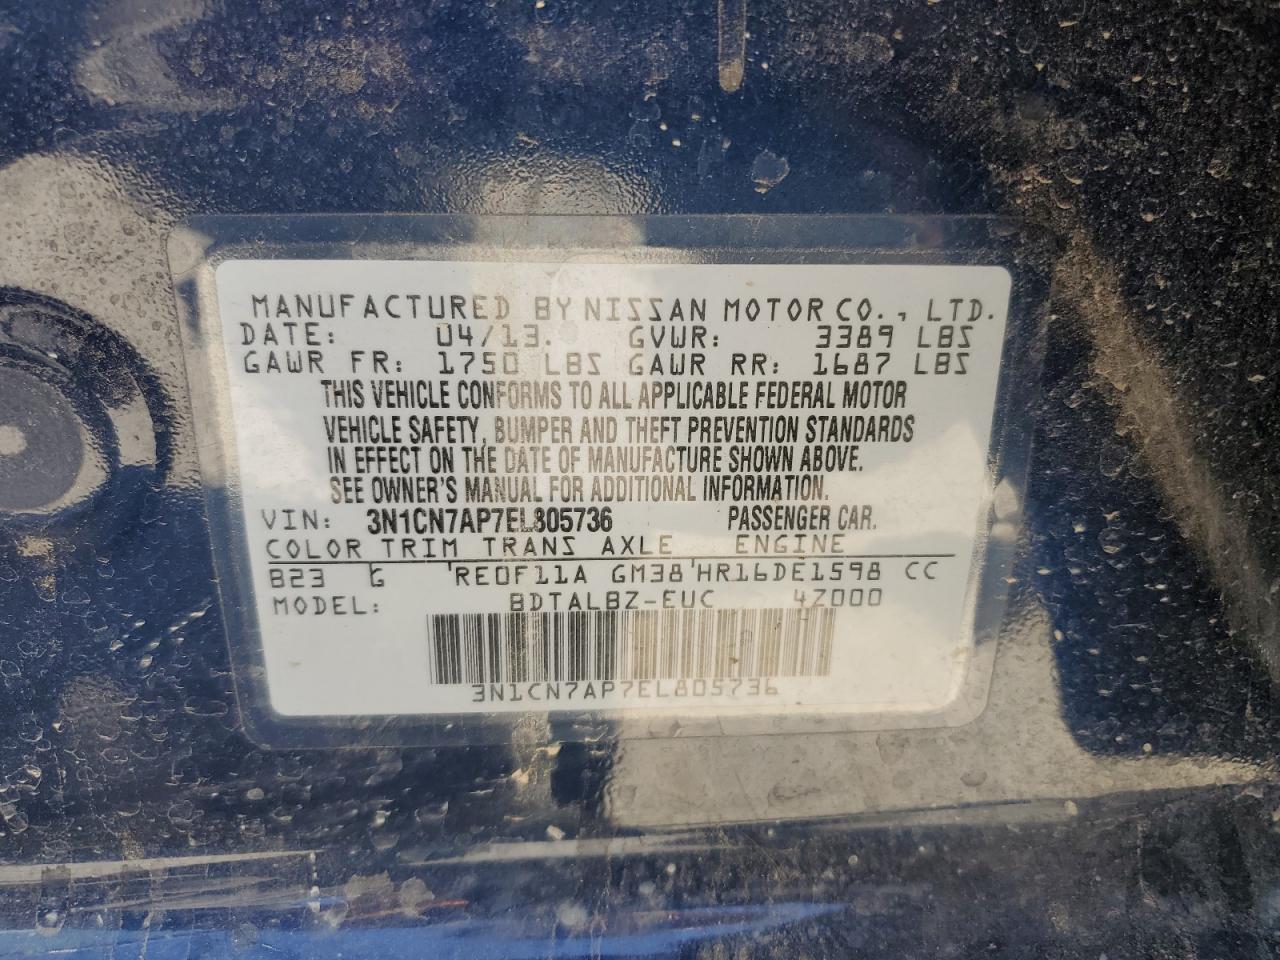 MANUFACTURED BY NISSAN MOTOR CO., LTD.
DATE: 04/13. GVWR: 3389 LBS
GAWR FR: 1750 LBS GAWR RR: 1687 LBS
THIS VEHICLE CONFORMS TO ALL APPLICABLE FEDERAL MOTOR
VEHICLE SAFETY, BUMPER AND THEFT PREVENTION STANDARDS
IN EFFECT ON THE DATE OF MANUFACTURE SHOWN ABOVE.
SEE OWNER'S MANUAL FOR ADDITIONAL INFORMATION.
VIN: 3N1CN7AP7EL805736 PASSENGER CAR.
COLOR TRIM TRANS AXLE ENGINE
B23 G RE0F11A GM38 HR16DE1598 CC
MODEL: BDTALBZ-EUC 4Z000
3N1CN7AP7EL805736